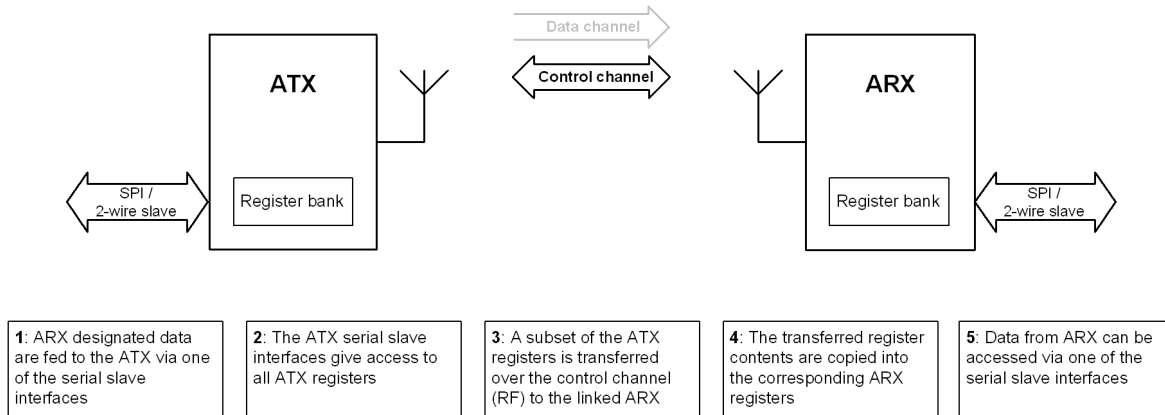 Data channel
Control channel
ATX
ARX
SPI /
2-wire slave
Register bank
Register bank
SPI /
2-wire slave
1: ARX designated data
are fed to the ATX via one
of the serial slave
interfaces
2: The ATX serial slave
interfaces give access to
all ATX registers
3: A subset of the ATX
registers is transferred
over the control channel
(RF) to the linked ARX
4: The transferred register
contents are copied into
the corresponding ARX
registers
5: Data from ARX can be
accessed via one of the
serial slave interfaces